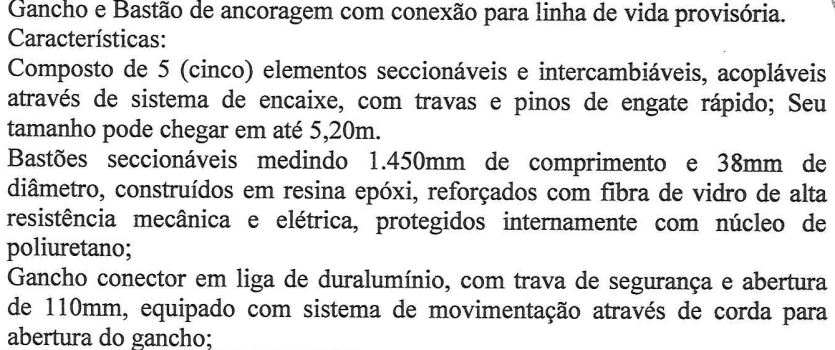 Gancho e Bastão de ancoragem com conexão para linha de vida provisória.
Características:
Composto de 5 (cinco) elementos seccionáveis e intercambiáveis, acopláveis
através de sistema de encaixe, com travas e pinos de engate rápido; Seu
tamanho pode chegar em até 5,20m.
Bastões seccionáveis medindo 1.450mm de comprimento e 38mm de
diâmetro, construídos em resina epóxi, reforçados com fibra de vidro de alta
resistência mecânica e elétrica, protegidos internamente com núcleo de
poliuretano;
Gancho conector em liga de duralumínio, com trava de segurança e abertura
de 110mm, equipado com sistema de movimentação através de corda para
abertura do gancho;